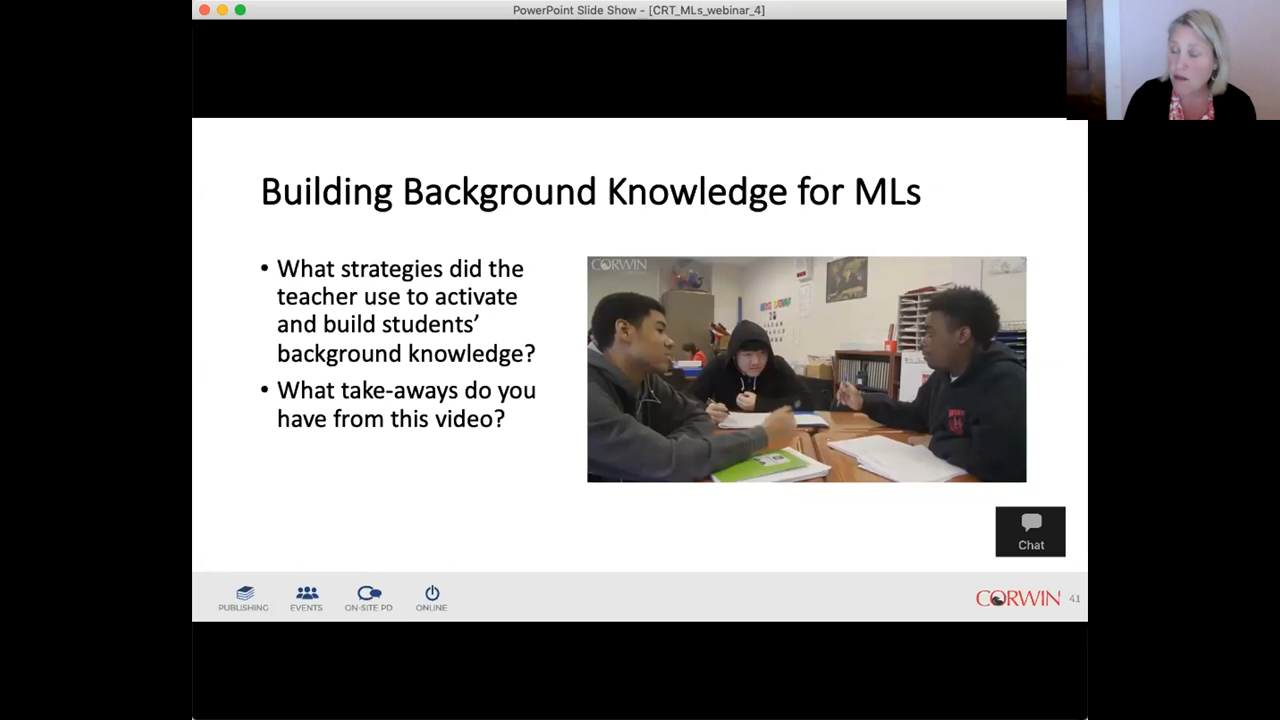 PowerPoint Slide Show - [CRT_MLs_webinar_4]
Building Background Knowledge for MLs
• What strategies did the
teacher use to activate
and build students’
background knowledge?
• What take-aways do you
have from this video?
CORWIN
Chat
PUBLISHING
EVENTS
ON-SITE PD
ONLINE
CORWIN
41